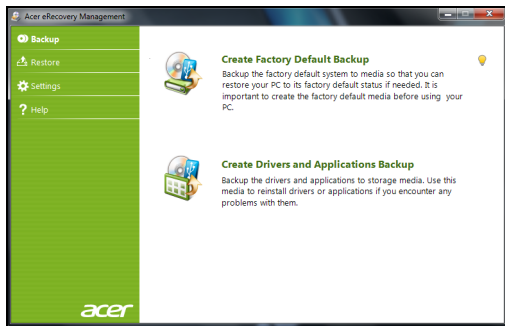 Acer eRecovery Management
Backup
Restore
Settings
Help
Create Factory Default Backup
Backup the factory default system to media so that you can
restore your PC to its factory default status if needed. It is
important to create the factory default media before using your
PC.
Create Drivers and Applications Backup
Backup the drivers and applications to storage media. Use this
media to reinstall drivers or applications if you encounter any
problems with them.
acer